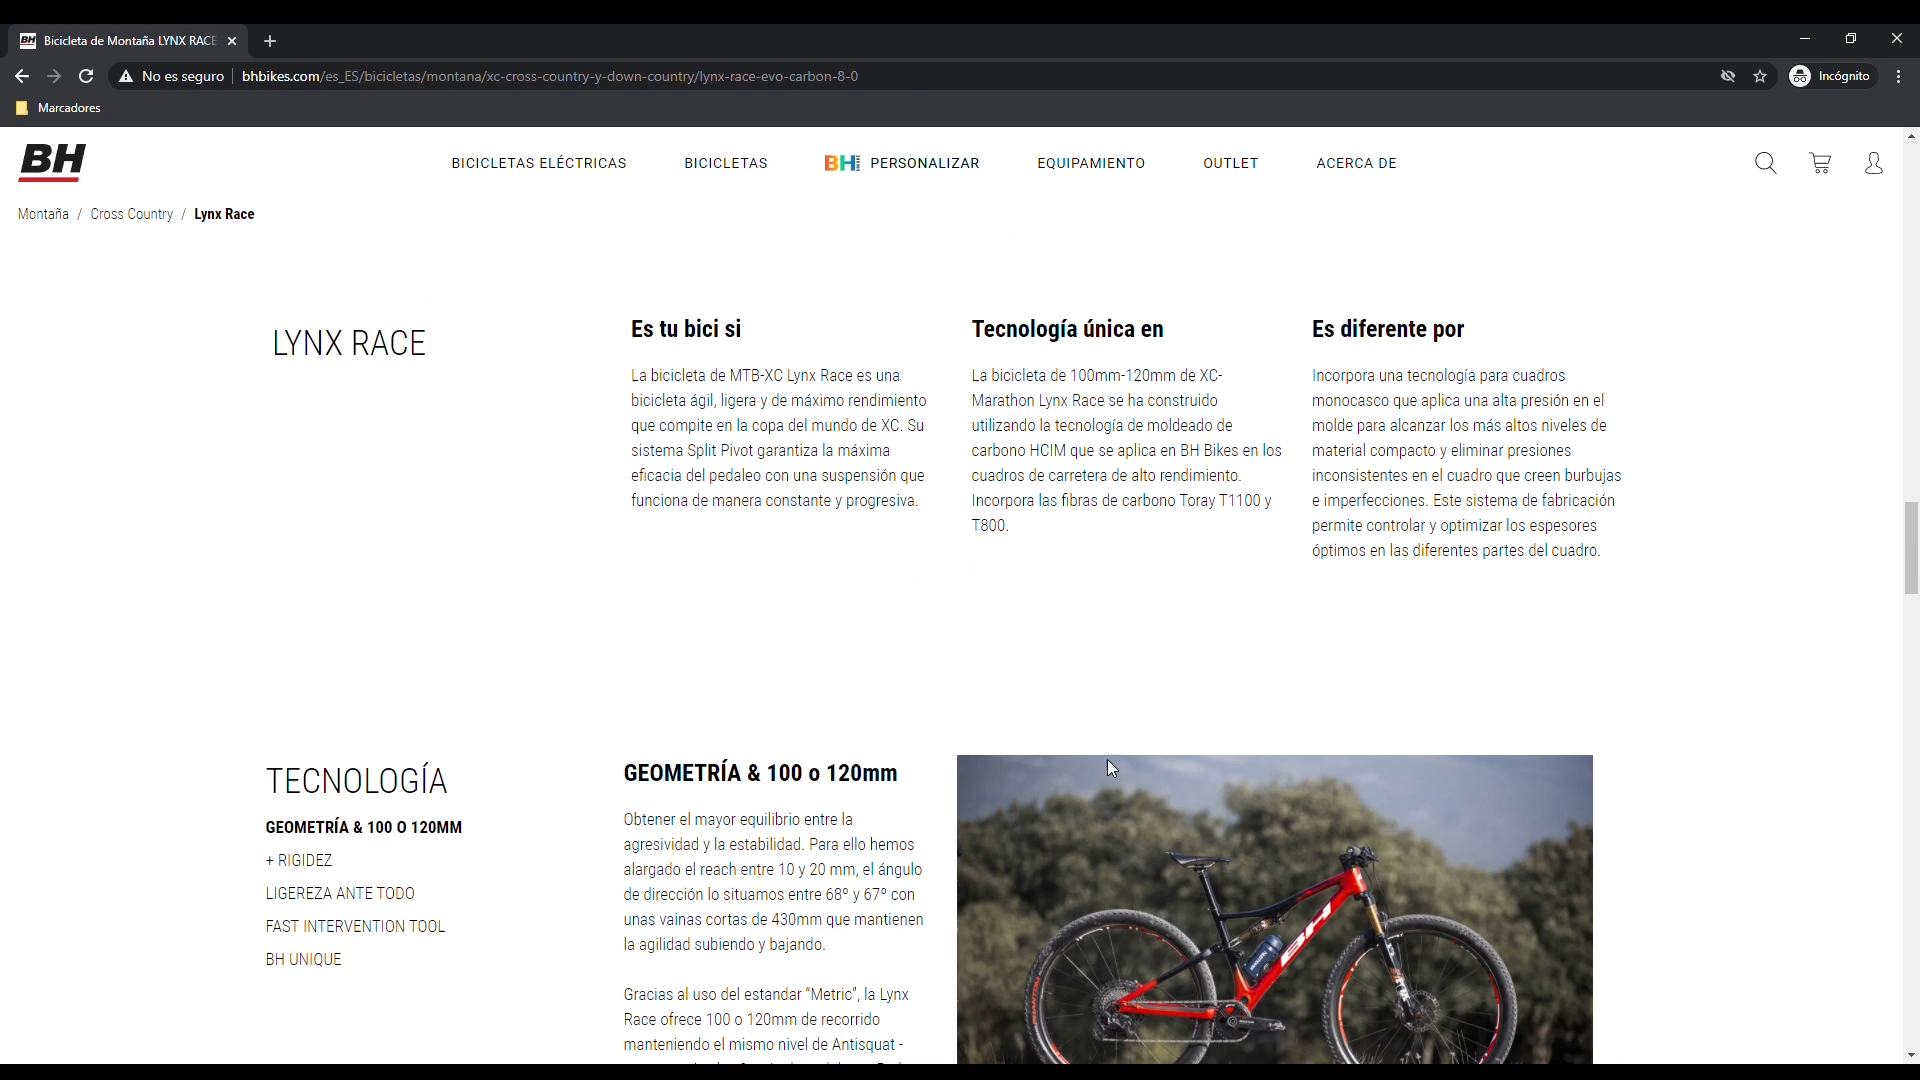 Bicicleta de Montaña LYNX RACE
No es seguro
bhbikes.com/es_ES/bicicletas/montana/xc-cross-country-y-down-country/lynx-race-evo-carbon-8-0
Incógnito
Marcadores
BH
BICICLETAS ELÉCTRICAS
BICICLETAS
BH PERSONALIZAR
EQUIPAMIENTO
OUTLET
ACERCA DE
Montaña / Cross Country / Lynx Race
LYNX RACE
Es tu bici si
La bicicleta de MTB-XC Lynx Race es una
bicicleta ágil, ligera y de máximo rendimiento
que compite en la copa del mundo de XC. Su
sistema Split Pivot garantiza la máxima
eficacia del pedaleo con una suspensión que
funciona de manera constante y progresiva.
Tecnología única en
La bicicleta de 100mm-120mm de XC-
Marathon Lynx Race se ha construido
utilizando la tecnología de moldeado de
carbono HCIM que se aplica en BH Bikes en los
cuadros de carretera de alto rendimiento.
Incorpora las fibras de carbono Toray T1100 y
T800.
Es diferente por
Incorpora una tecnología para cuadros
monocasco que aplica una alta presión en el
molde para alcanzar los más altos niveles de
material compacto y eliminar presiones
inconsistentes en el cuadro que creen burbujas
e imperfecciones. Este sistema de fabricación
permite controlar y optimizar los espesores
óptimos en las diferentes partes del cuadro.
TECNOLOGÍA
GEOMETRÍA & 100 O 120MM
+ RIGIDEZ
LIGEREZA ANTE TODO
FAST INTERVENTION TOOL
BH UNIQUE
GEOMETRÍA & 100 o 120mm
Obtener el mayor equilibrio entre la
agresividad y la estabilidad. Para ello hemos
alargado el reach entre 10 y 20 mm, el ángulo
de dirección lo situamos entre 68º y 67º con
unas vainas cortas de 430mm que mantienen
la agilidad subiendo y bajando.
Gracias al uso del estandar “Metric”, la Lynx
Race ofrece 100 o 120mm de recorrido
manteniendo el mismo nivel de Antisquat -
BH